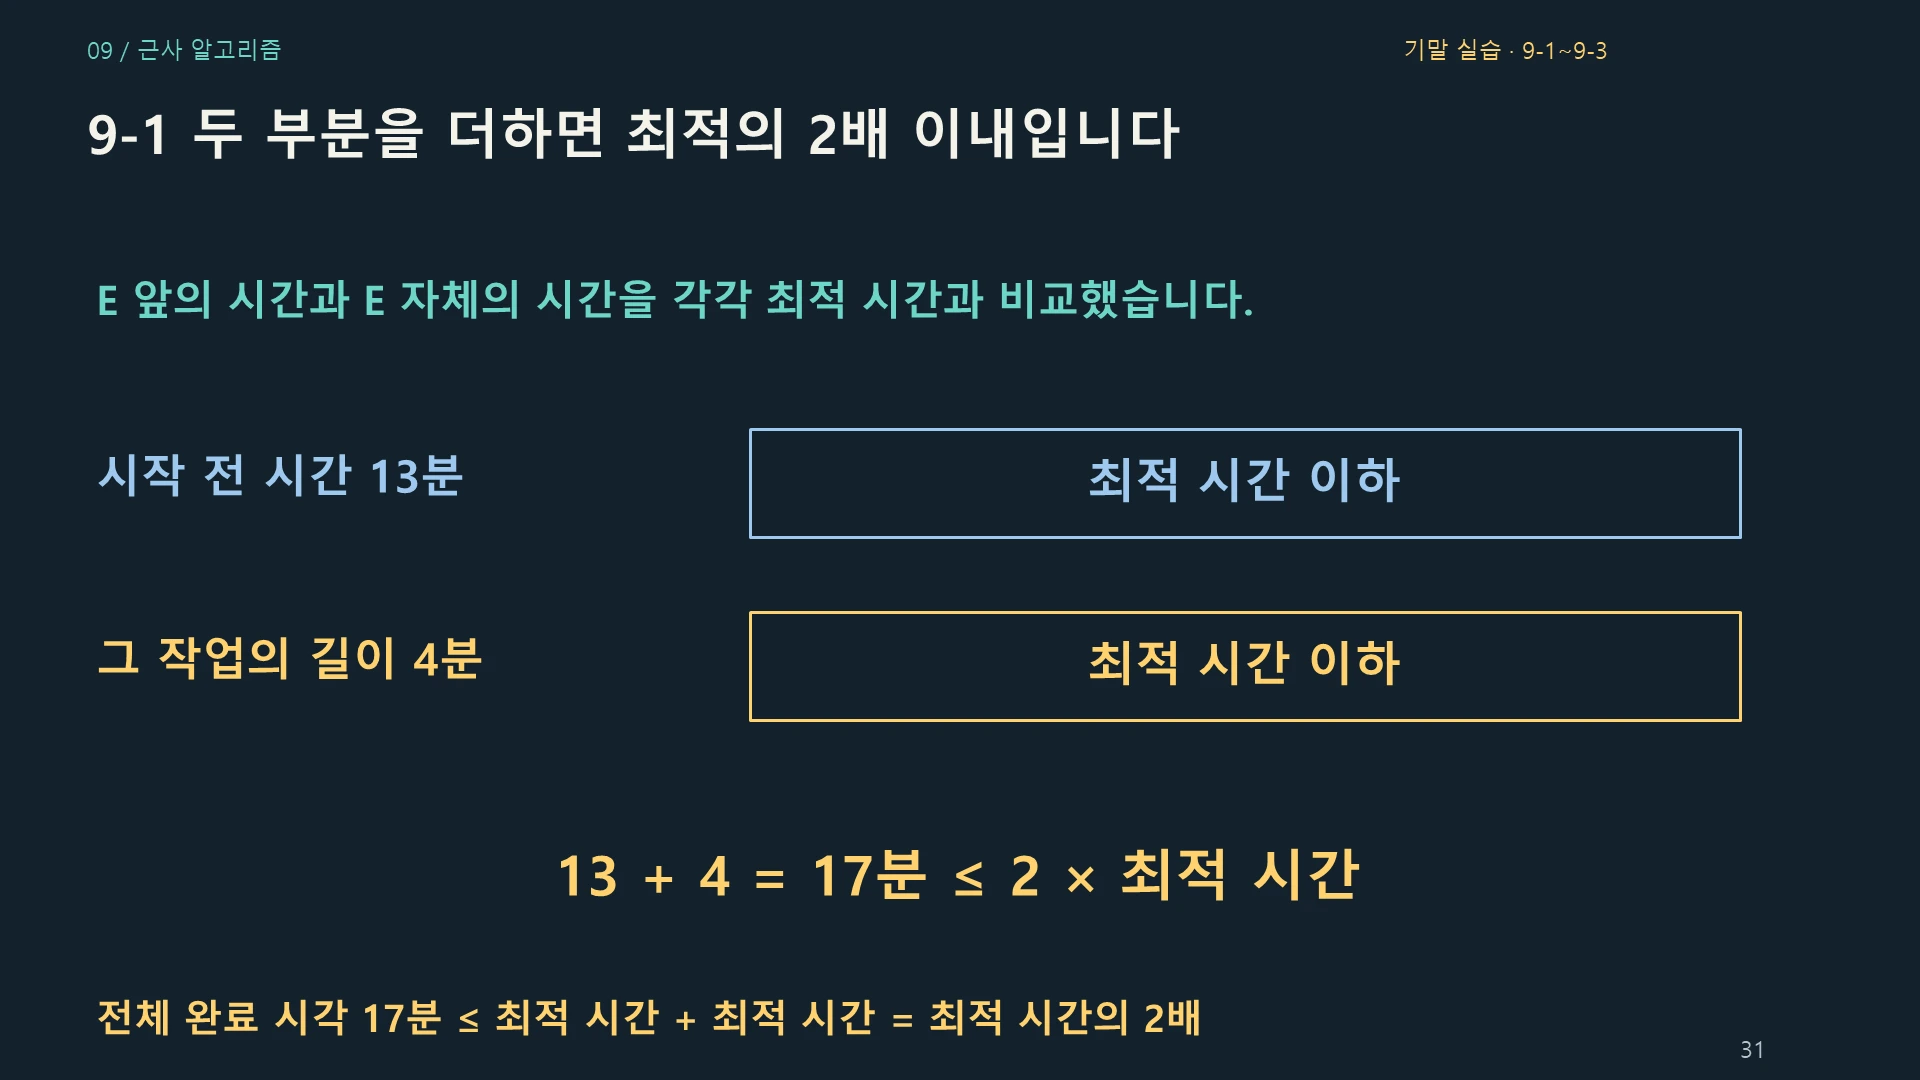 09 / 근사 알고리즘
기말 실습 · 9-1~9-3
9-1 두 부분을 더하면 최적의 2배 이내입니다
E 앞의 시간과 E 자체의 시간을 각각 최적 시간과 비교했습니다.
시작 전 시간 13분
최적 시간 이하
그 작업의 길이 4분
최적 시간 이하
13 + 4 = 17분 ≤ 2 × 최적 시간
전체 완료 시각 17분 ≤ 최적 시간 + 최적 시간 = 최적 시간의 2배
31